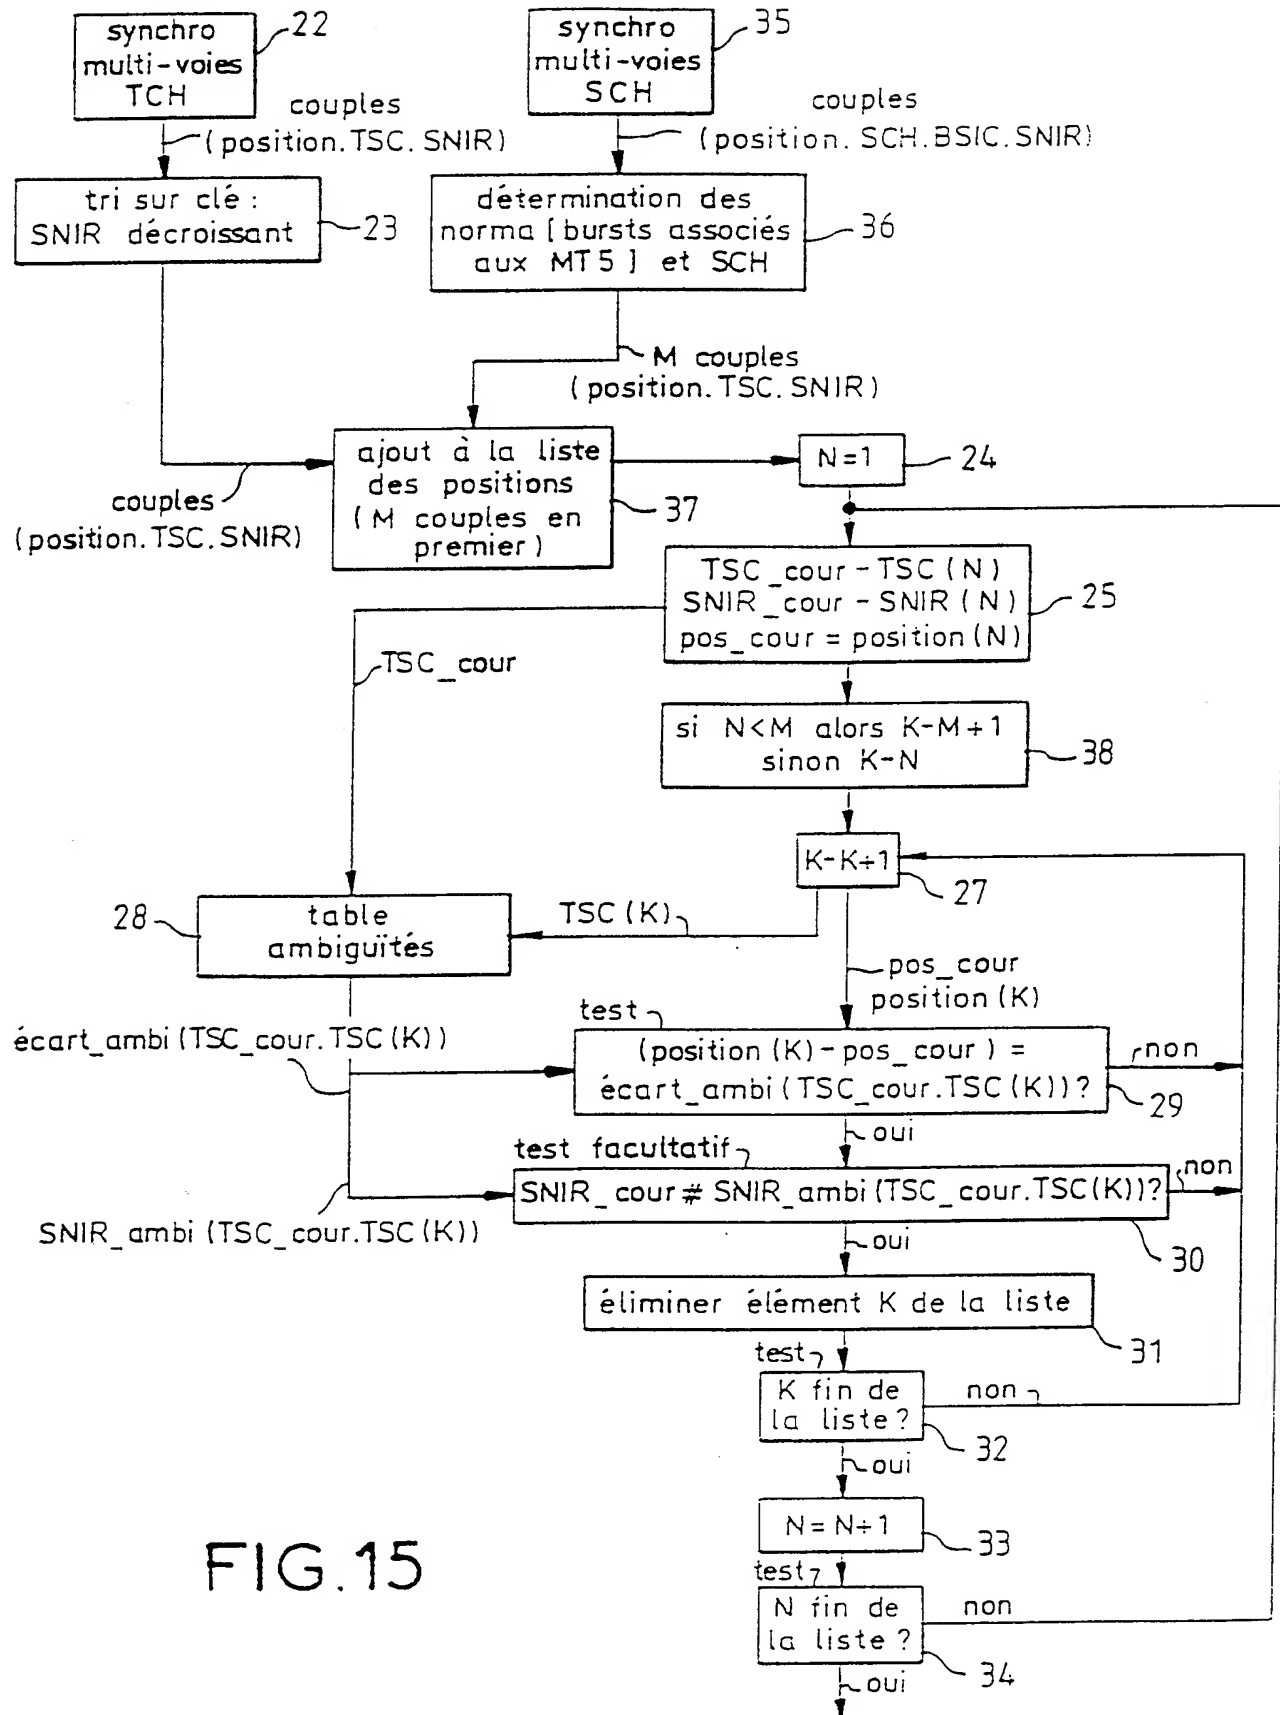 synchro
multi-voies
TCH
22
synchro
multi-voies
SCH
35
couples
(position.TSC.SNIR)
couples
(position.SCH.BSIC.SNIR)
tri sur clé :
SNIR décroissant
23
détermination des
norma[bursts associés
aux MT5] et SCH
36
M couples
(position.TSC.SNIR)
ajout à la liste
des positions
(M couples en
premier)
37
couples
(position.TSC.SNIR)
N=1
24
TSC_cour-TSC(N)
SNIR_cour-SNIR(N)
pos_cour=position(N)
25
TSC_cour
si N<M alors K-M+1
sinon K-N
38
K-K+1
27
TSC(K)
28
table
ambiguïtés
pos_cour
position(K)
écart_ambi(TSC_cour.TSC(K))
test
(position(K)-pos_cour)=
écart_ambi(TSC_cour.TSC(K))?
non
29
oui
test facultatif
SNIR_cour # SNIR_ambi(TSC_cour.TSC(K))?
non
30
SNIR_ambi(TSC_cour.TSC(K))
oui
éliminer élément K de la liste
31
test
K fin de
la liste?
non
32
oui
N=N+1
33
test
N fin de
la liste?
non
34
oui
FIG.15